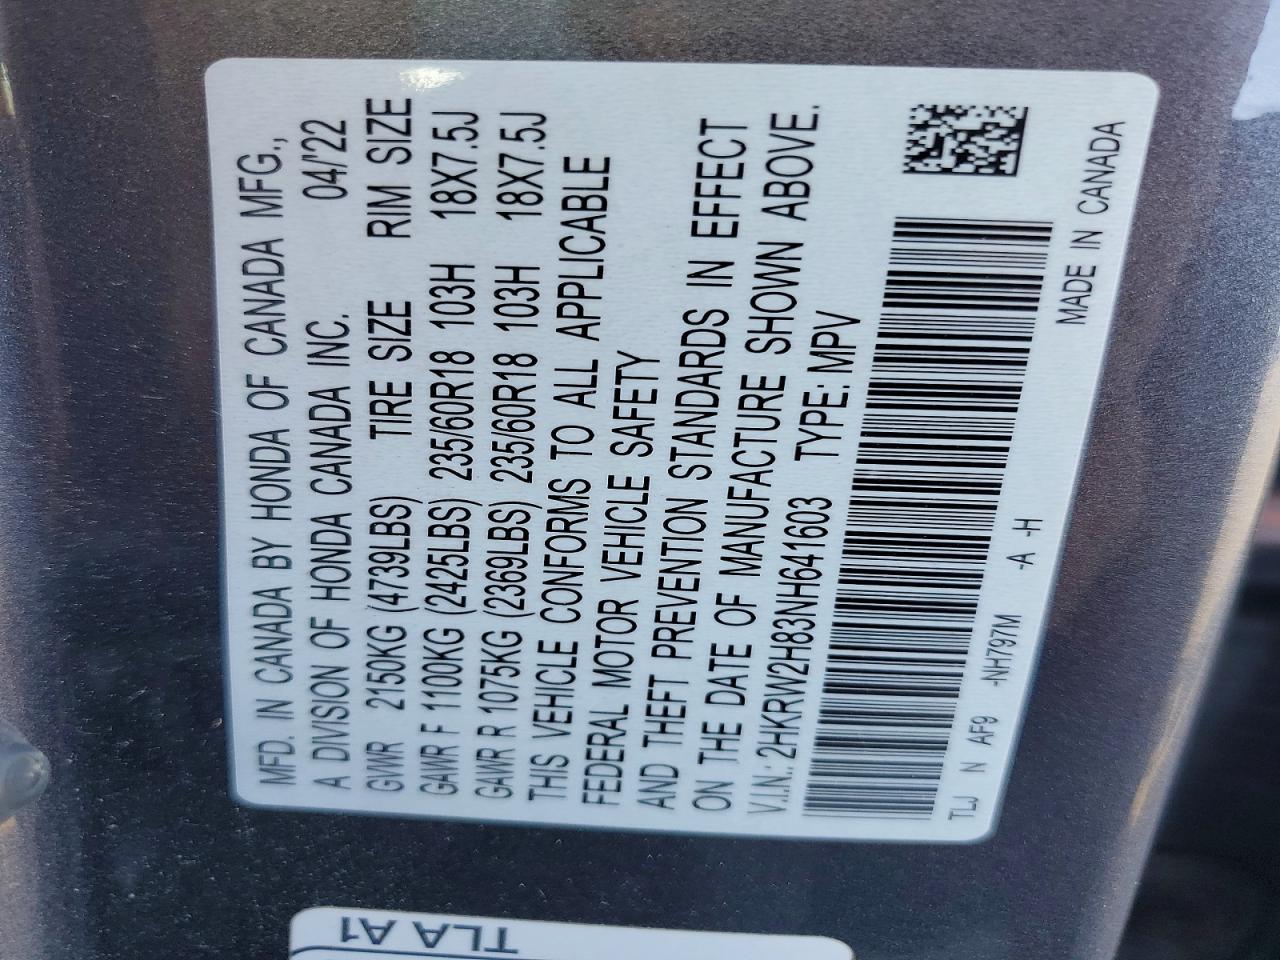 MFD. IN CANADA BY HONDA OF CANADA MFG.,
A DIVISION OF HONDA CANADA INC. 04/'22
GWR 2150KG (4739LBS) TIRE SIZE RIM SIZE
GAWR F 1100KG (2425LBS) 235/60R18 103H 18X7.5J
GAWR R 1075KG (2369LBS) 235/60R18 103H 18X7.5J
THIS VEHICLE CONFORMS TO ALL APPLICABLE
FEDERAL MOTOR VEHICLE SAFETY
AND THEFT PREVENTION STANDARDS IN EFFECT
ON THE DATE OF MANUFACTURE SHOWN ABOVE.
V.I.N.: 2HKRW2H83NH641603 TYPE: MPV
TLJ N AF9 -NH797M -A -H
MADE IN CANADA
TLA A1